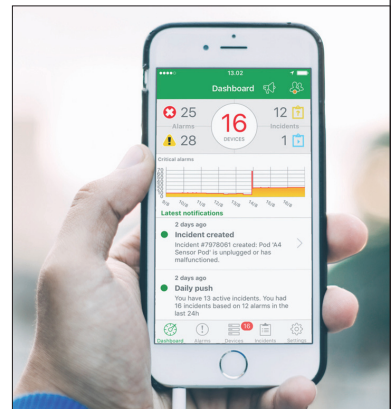 13.02
Dashboard
25
Alarms
28
16
DEVICES
12
Incidents
1
Critical alarms
Latest notifications
2 days ago
Incident created
Incident #7978061 created: Pod 'A4
Sensor Pod' is unplugged or has
malfunctioned.
2 days ago
Daily push
You have 13 active incidents. You had
16 incidents based on 12 alarms in the
last 24h
16
Dashboard Alarms Devices Incidents Settings